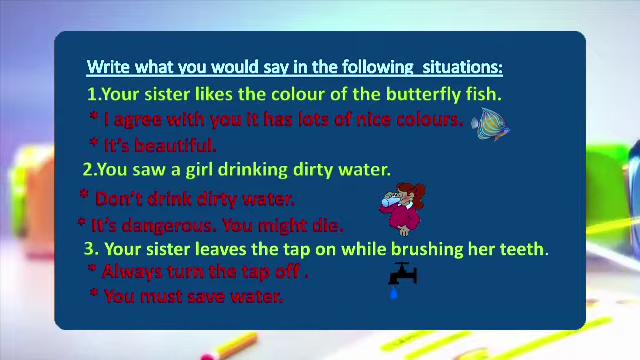 Write what you would say in the following situations:
1.Your sister likes the colour of the butterfly fish.
* I agree with you it has lots of nice colours.
* It's beautiful.
2.You saw a girl drinking dirty water.
* Don't drink dirty water.
* It's dangerous. You might die.
3. Your sister leaves the tap on while brushing her teeth.
* Always turn the tap off .
* You must save water.